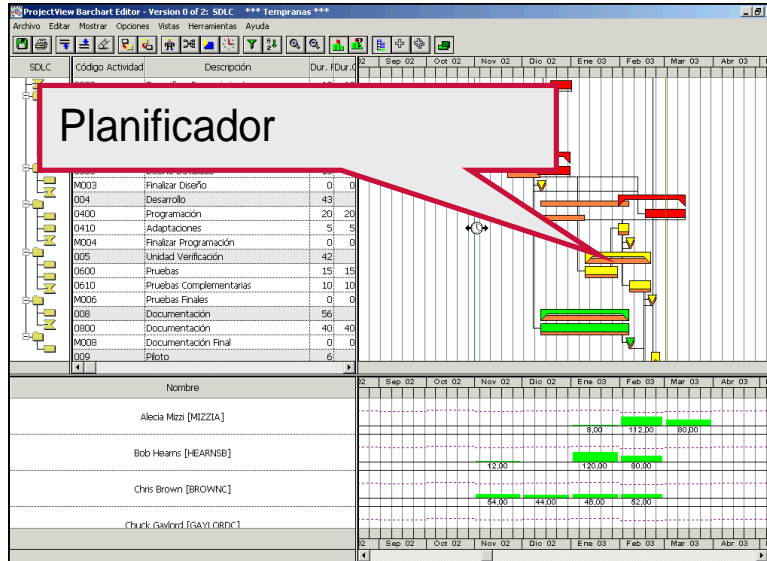 ProjectView Barchart Editor - Version 0 of 2: SDLC *** Tempranas ***
Archivo Editar Mostrar Opciones Vistas Herramientas Ayuda
SDLC Código Actividad Descripción Dur. Dur.
02 Sep 02 Oct 02 Nov 02 Dic 02 Ene 03 Feb 03 Mar 03 Abr 03
Planificador
M003 Finalizar Diseño 0 0
004 Desarrollo 43
0400 Programación 20 20
0410 Adaptaciones 5 5
M004 Finalizar Programación 0 0
005 Unidad Verificación 42
0600 Pruebas 15 15
0610 Pruebas Complementarias 10 10
M006 Pruebas Finales 0 0
008 Documentación 56
0800 Documentación 40 40
M008 Documentación Final 0 0
009 Piloto 6
Nombre
02 Sep 02 Oct 02 Nov 02 Dic 02 Ene 03 Feb 03 Mar 03 Abr 03
Alecia Mizzi [MIZZIA]
8,00 112,00 80,00
Bob Hearns [HEARNSB]
12,00 120,00 80,00
Chris Brown [BROWNC]
54,00 44,00 46,00 52,00
Chuck Gaylord [GAYLORDC]
02 Sep 02 Oct 02 Nov 02 Dic 02 Ene 03 Feb 03 Mar 03 Abr 03